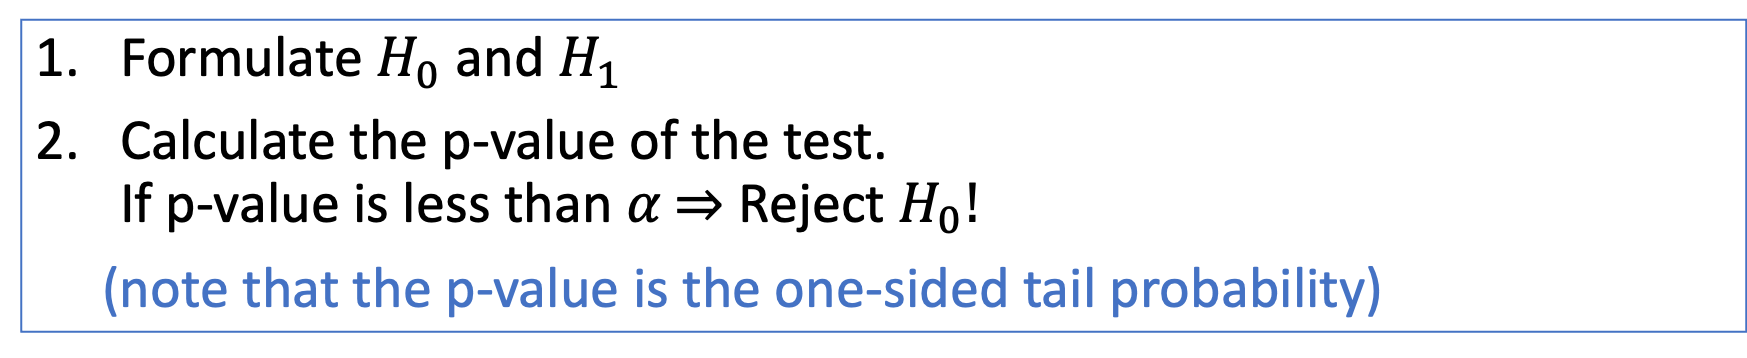 1. Formulate H₀ and H₁
2. Calculate the p-value of the test.
If p-value is less than α ⇒ Reject H₀!
(note that the p-value is the one-sided tail probability)